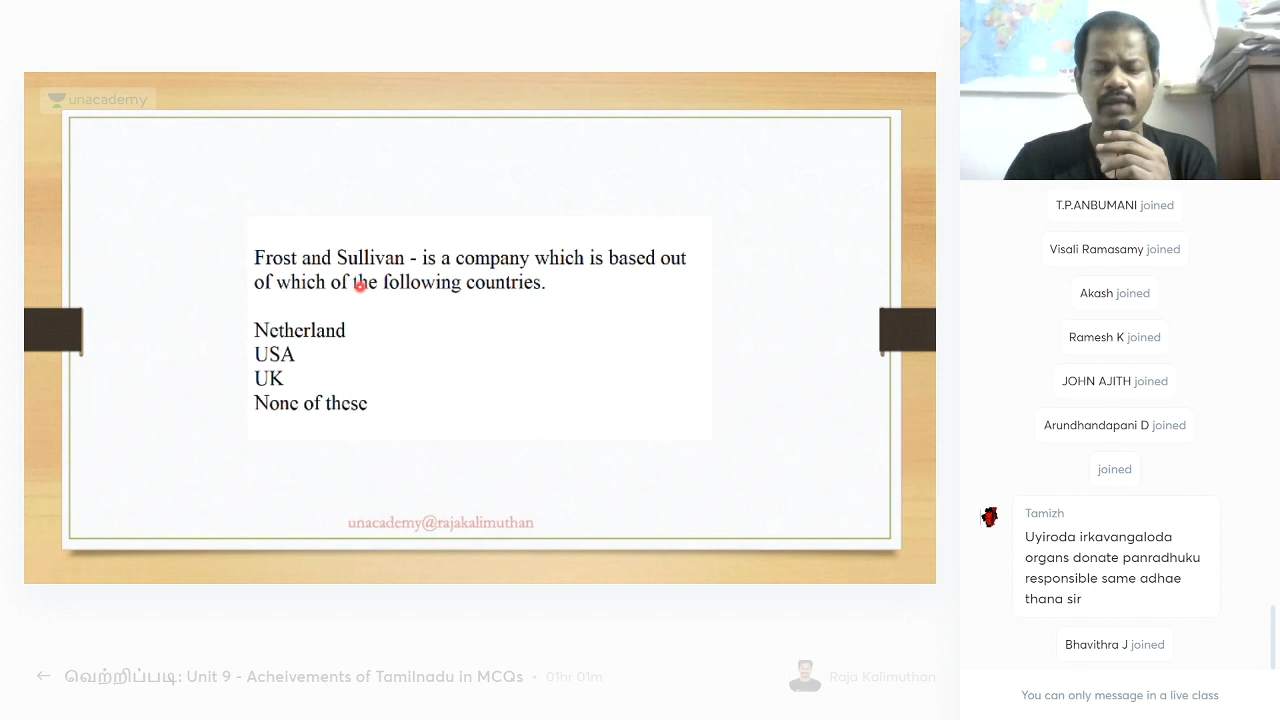 unacademy
Frost and Sullivan - is a company which is based out
of which of the following countries.
Netherland
USA
UK
None of these
unacademy@rajakalimuthan
← வெற்றிப்படி: Unit 9 - Acheivements of Tamilnadu in MCQs • 01hr 01m
Raja Kalimuthan
T.P.ANBUMANI joined
Visali Ramasamy joined
Akash joined
Ramesh K joined
JOHN AJITH joined
Arundhandapani D joined
joined
Tamizh
Uyiroda irkavangaloda
organs donate panradhuku
responsible same adhae
thana sir
Bhavithra J joined
You can only message in a live class